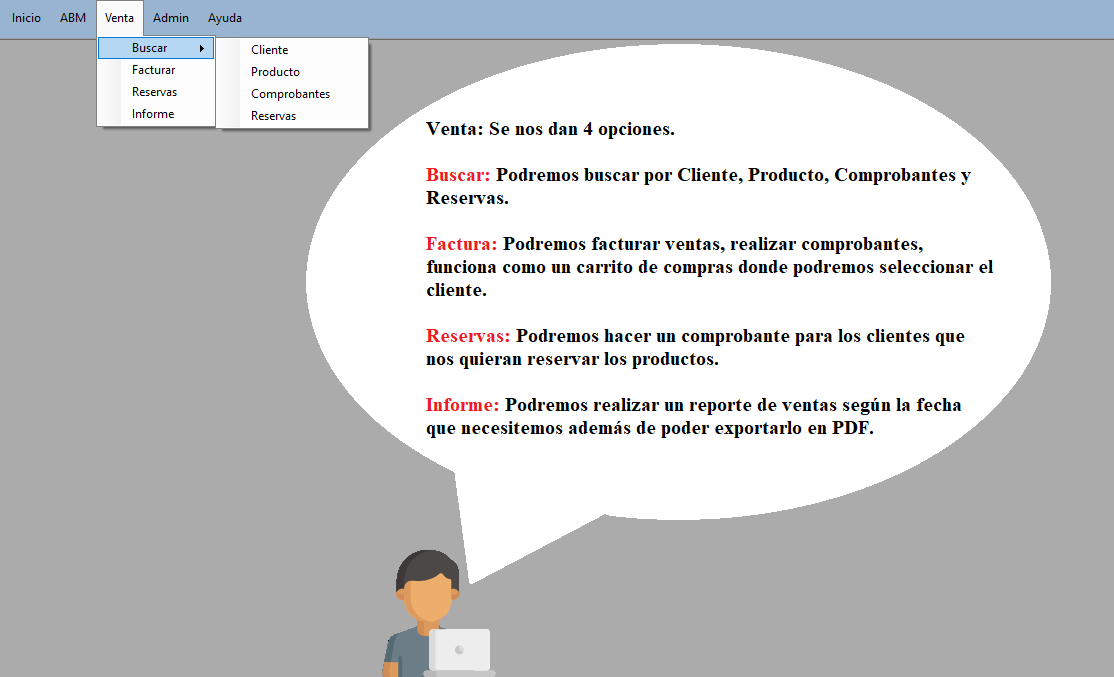 Inicio ABM Venta Admin Ayuda
Buscar
Facturar
Reservas
Informe
Cliente
Producto
Comprobantes
Reservas
Venta: Se nos dan 4 opciones.
Buscar: Podremos buscar por Cliente, Producto, Comprobantes y
Reservas.
Factura: Podremos facturar ventas, realizar comprobantes,
funciona como un carrito de compras donde podremos seleccionar el
cliente.
Reservas: Podremos hacer un comprobante para los clientes que
nos quieran reservar los productos.
Informe: Podremos realizar un reporte de ventas según la fecha
que necesitemos además de poder exportarlo en PDF.